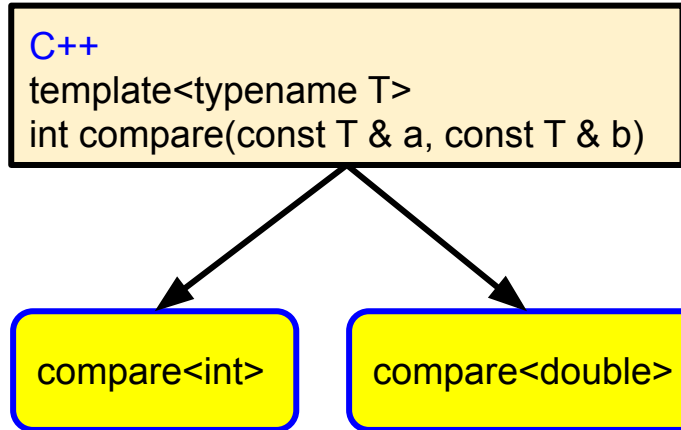 C++
template<typename T>
int compare(const T & a, const T & b)
compare<int>
compare<double>